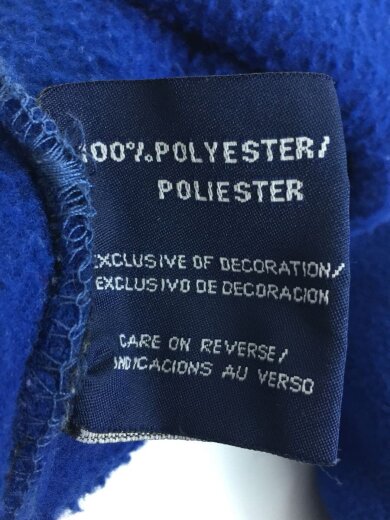 100%POLYESTER/
POLIESTER
EXCLUSIVE OF DECORATION/
EXCLUSIVO DE DECORACION
CARE ON REVERSE/
INDICACIONS AU VERSO